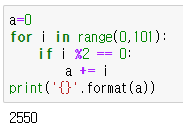 a=0
for i in range(0,101):
    if i %2 == 0:
        a += i
print('{}'.format(a))
2550